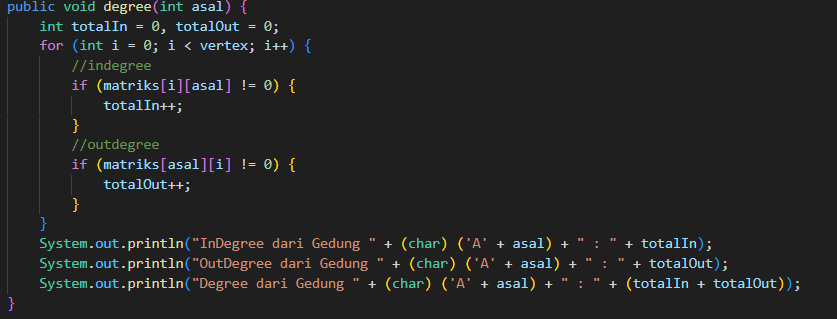 public void degree(int asal) {
    int totalIn = 0, totalOut = 0;
    for (int i = 0; i < vertex; i++) {
        //indegree
        if (matriks[i][asal] != 0) {
            totalIn++;
        }
        //outdegree
        if (matriks[asal][i] != 0) {
            totalOut++;
        }
    }
    System.out.println("InDegree dari Gedung " + (char) ('A' + asal) + " : " + totalIn);
    System.out.println("OutDegree dari Gedung " + (char) ('A' + asal) + " : " + totalOut);
    System.out.println("Degree dari Gedung " + (char) ('A' + asal) + " : " + (totalIn + totalOut));
}